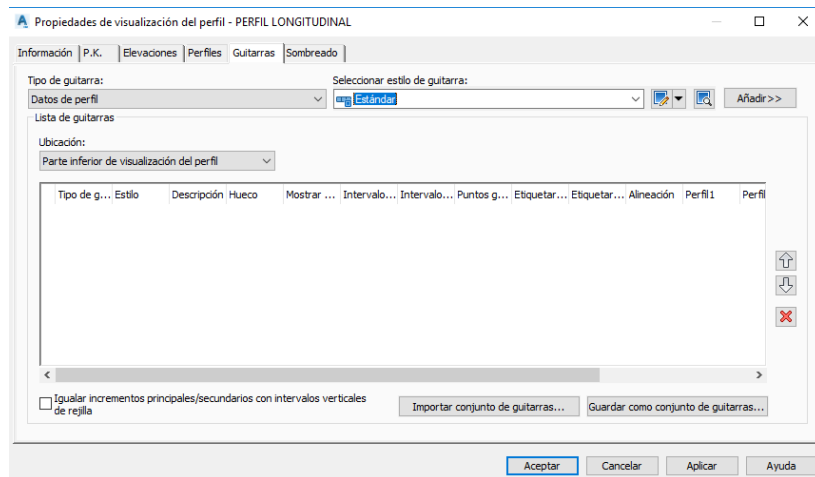 Propiedades de visualización del perfil - PERFIL LONGITUDINAL
Información P.K. Elevaciones Perfiles Guitarras Sombreado
Tipo de guitarra: Seleccionar estilo de guitarra:
Datos de perfil Estándar Añadir>>
Lista de guitarras
Ubicación:
Parte inferior de visualización del perfil
Tipo de g... Estilo Descripción Hueco Mostrar ... Intervalo... Intervalo... Puntos g... Etiquetar... Etiquetar... Alineación Perfil1 Perfil
Igualar incrementos principales/secundarios con intervalos verticales
de rejilla
Importar conjunto de guitarras... Guardar como conjunto de guitarras...
Aceptar Cancelar Aplicar Ayuda